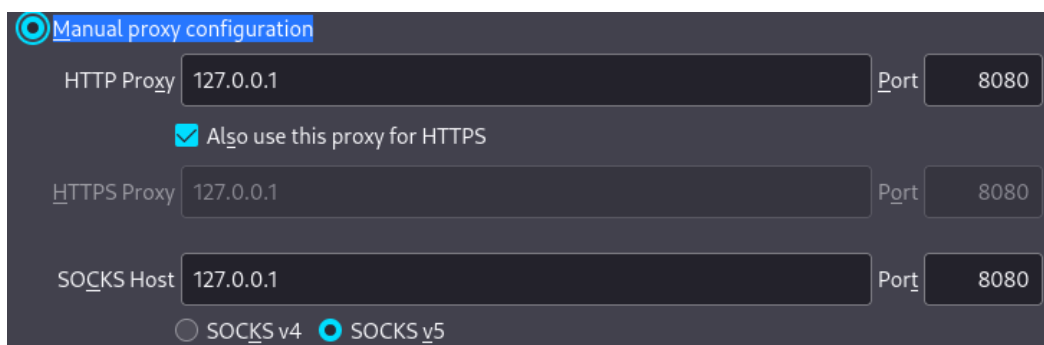 Manual proxy configuration
HTTP Proxy 127.0.0.1 Port 8080
Also use this proxy for HTTPS
HTTPS Proxy 127.0.0.1 Port 8080
SOCKS Host 127.0.0.1 Port 8080
SOCKS v4 SOCKS v5